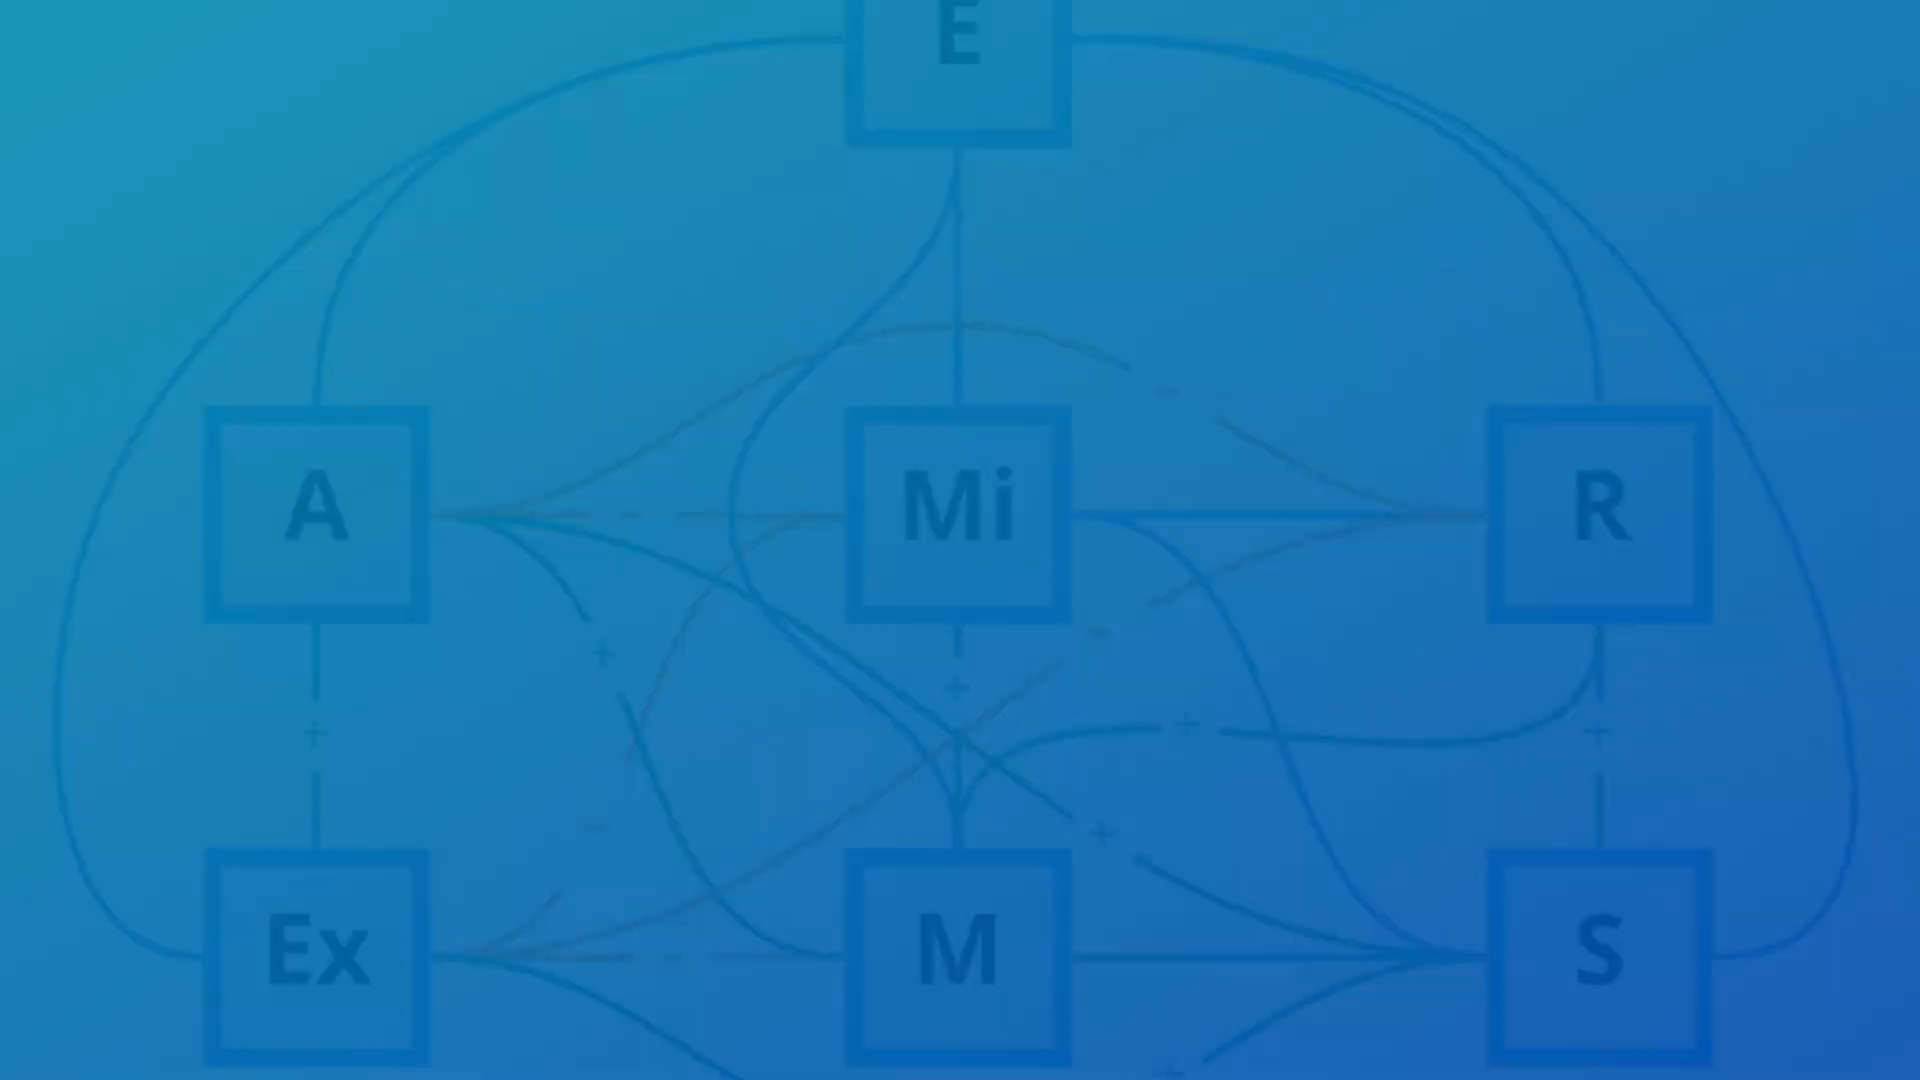 E
-
A - Mi R
+ - + - + +
- +
Ex - M S
+